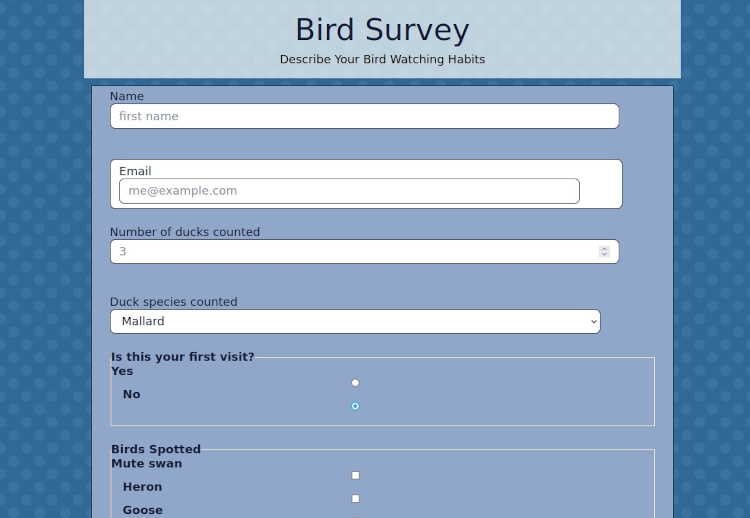 Bird Survey
Describe Your Bird Watching Habits
Name
first name
Email
me@example.com
Number of ducks counted
3
Duck species counted
Mallard
Is this your first visit?
Yes
No
Birds Spotted
Mute swan
Heron
Goose